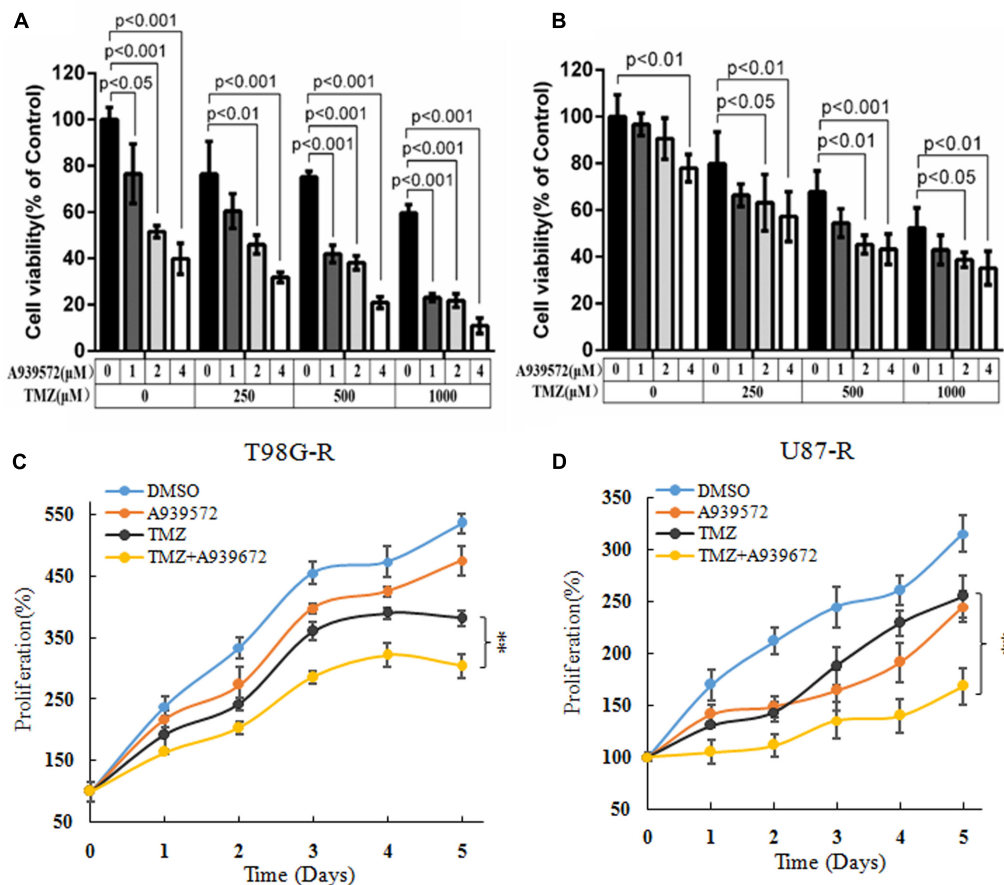 A
p<0.001
p<0.001
p<0.05
p<0.001
p<0.01
p<0.001
p<0.001
p<0.001
p<0.001
p<0.001
p<0.001
Cell viability(% of Control)
120
100
80
60
40
20
0
A939572(μM) 0 1 2 4 0 1 2 4 0 1 2 4 0 1 2 4
TMZ(μM) 0 250 500 1000
B
p<0.01
p<0.01
p<0.05
p<0.001
p<0.01
p<0.01
p<0.05
Cell viability(% of Control)
120
100
80
60
40
20
0
A939572(μM) 0 1 2 4 0 1 2 4 0 1 2 4 0 1 2 4
TMZ(μM) 0 250 500 1000
C
T98G-R
DMSO
A939572
TMZ
TMZ+A939672
Proliferation(%)
550
450
350
250
150
50
**
0 1 2 3 4 5
Time (Days)
D
U87-R
DMSO
A939572
TMZ
TMZ+A939672
Proliferation(%)
350
300
250
200
150
100
50
0 1 2 3 4 5
Time (Days)